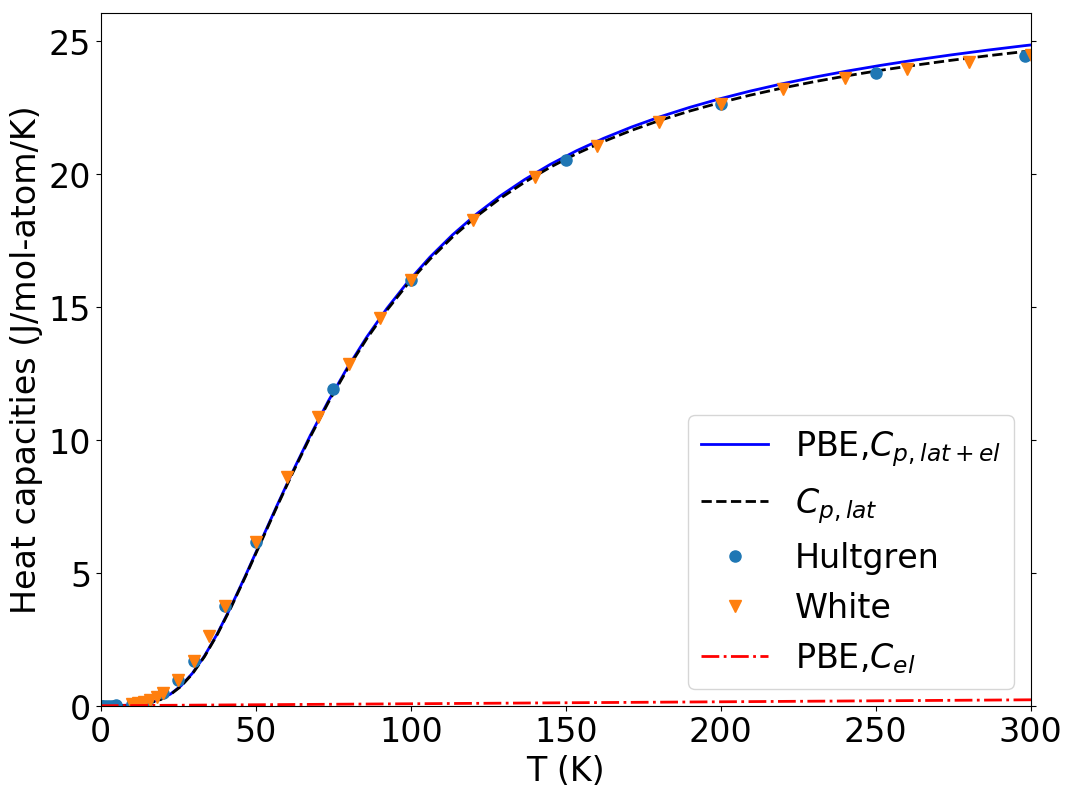 Heat capacities (J/mol-atom/K)
25
20
15
10
5
0
0 50 100 150 200 250 300
T (K)
PBE,C_{p,lat+el}
C_{p,lat}
Hultgren
White
PBE,C_{el}